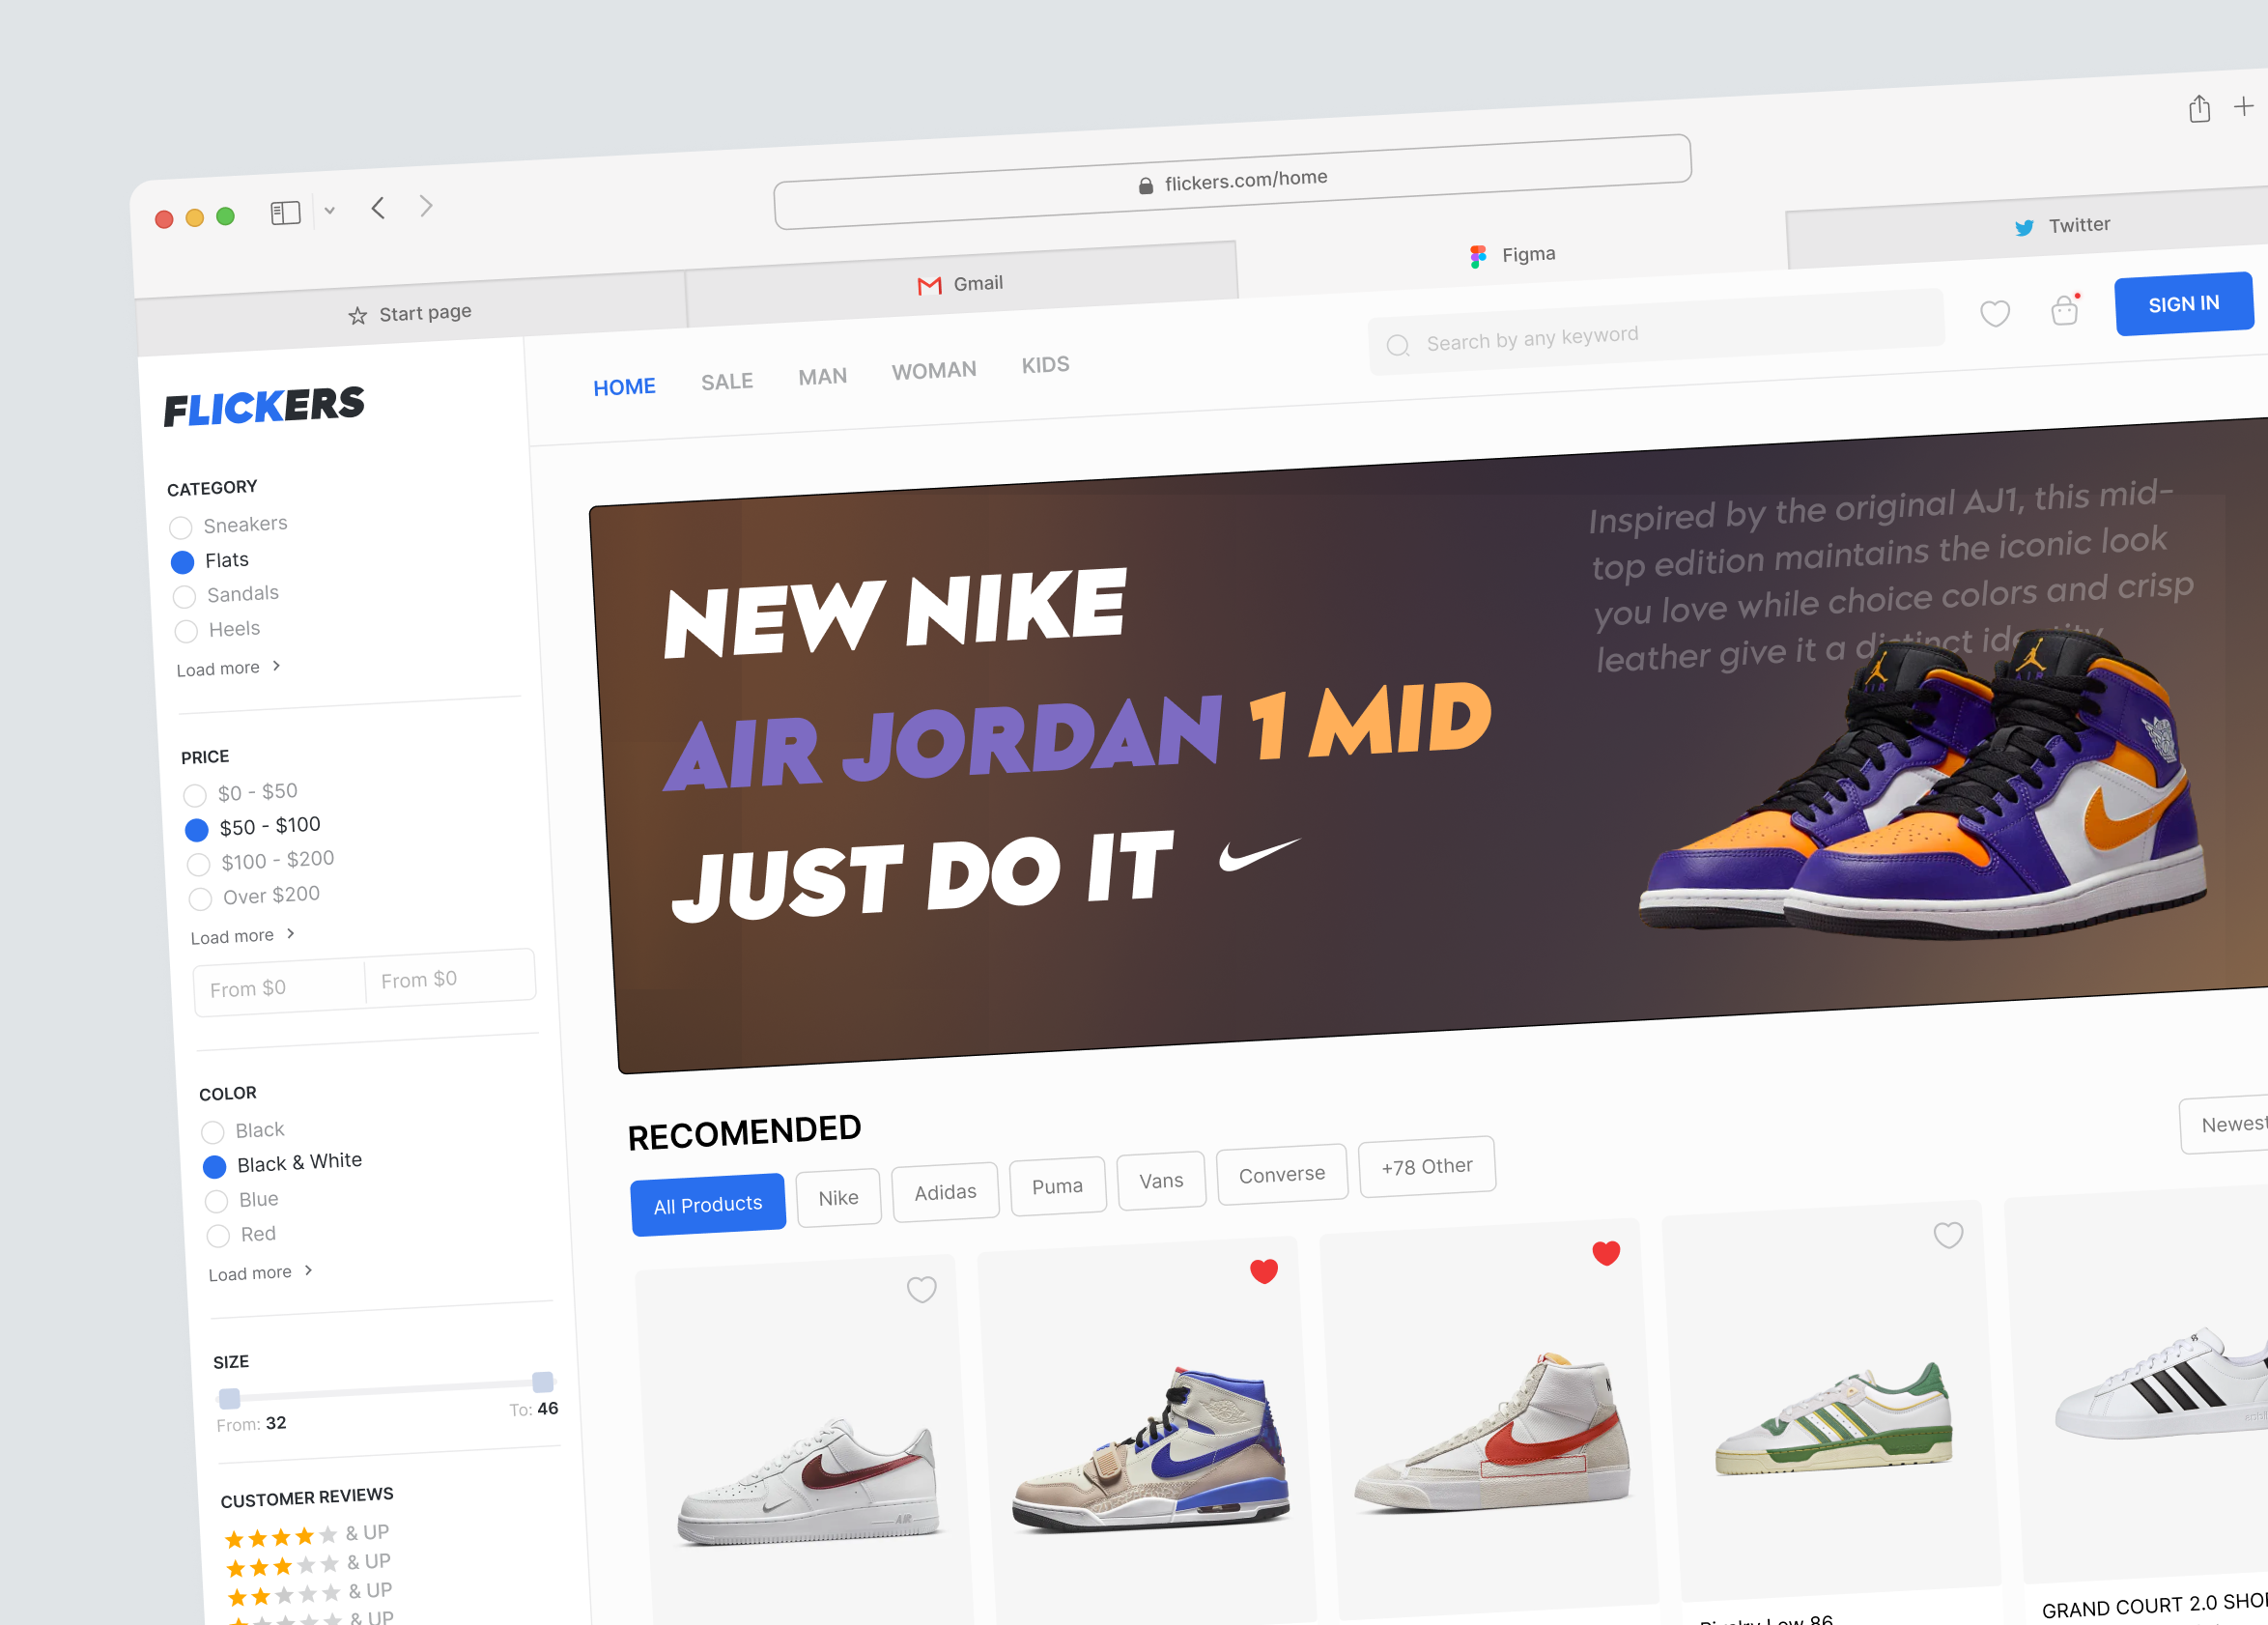 flickers.com/home
Start page
Gmail
Figma
Twitter
FLICKERS
HOME
SALE
MAN
WOMAN
KIDS
Search by any keyword
SIGN IN
CATEGORY
Sneakers
Flats
Sandals
Heels
Load more
PRICE
$0 - $50
$50 - $100
$100 - $200
Over $200
Load more
From $0
From $0
COLOR
Black
Black & White
Blue
Red
Load more
SIZE
From: 32
To: 46
CUSTOMER REVIEWS
& UP
& UP
& UP
& UP
NEW NIKE
AIR JORDAN 1 MID
JUST DO IT
Inspired by the original AJ1, this mid-
top edition maintains the iconic look
you love while choice colors and crisp
leather give it a distinct identity
RECOMENDED
Newest
All Products
Nike
Adidas
Puma
Vans
Converse
+78 Other
AIR
Rivalry Low 86
GRAND COURT 2.0